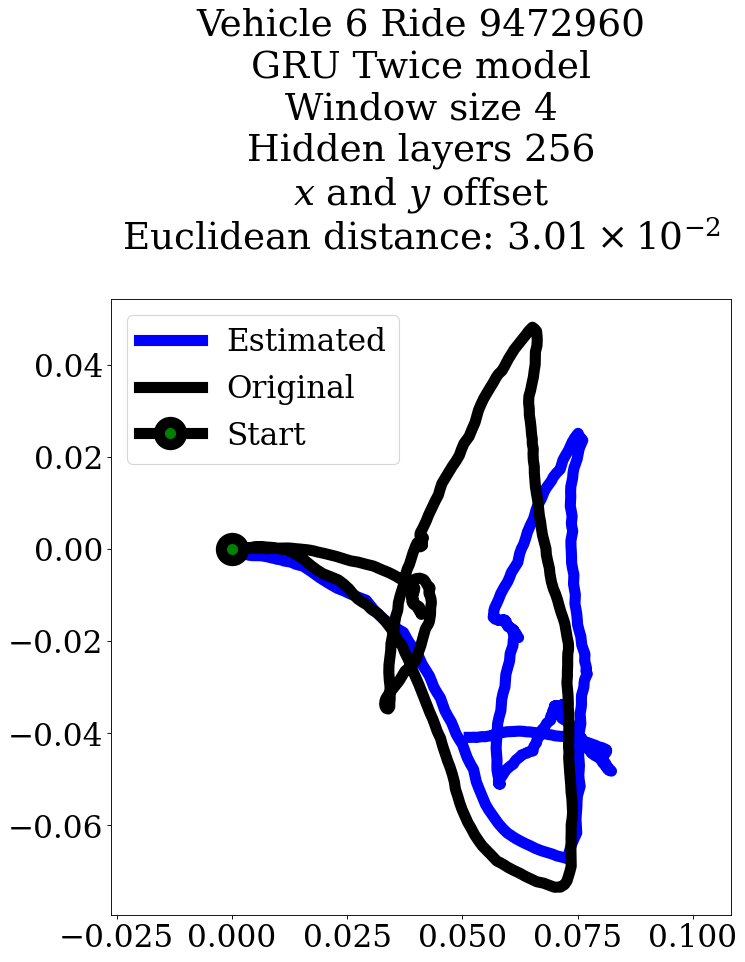 Vehicle 6 Ride 9472960
GRU Twice model
Window size 4
Hidden layers 256
x and y offset
Euclidean distance: 3.01 × 10⁻²
Estimated
Original
Start
0.04
0.02
0.00
−0.02
−0.04
−0.06
−0.025 0.000 0.025 0.050 0.075 0.100